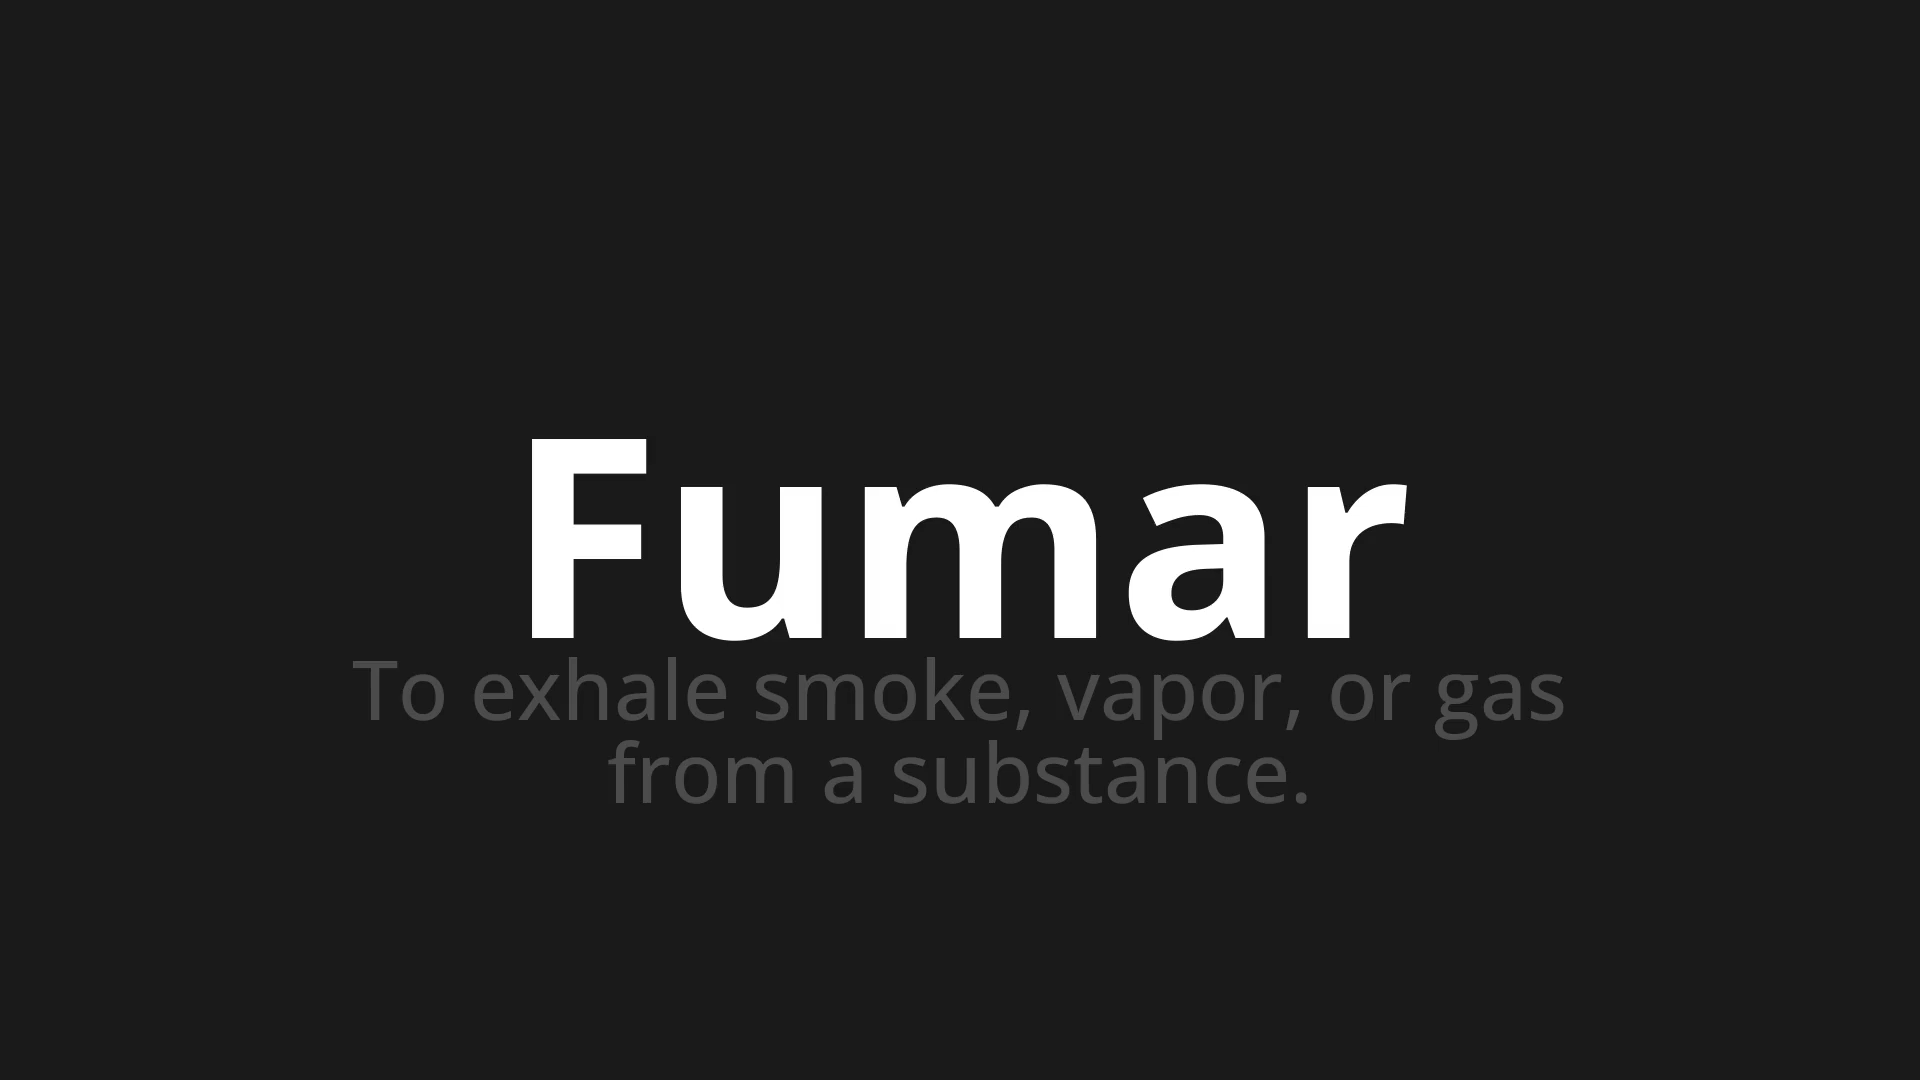 Fumar
To exhale smoke, vapor, or gas
from a substance.